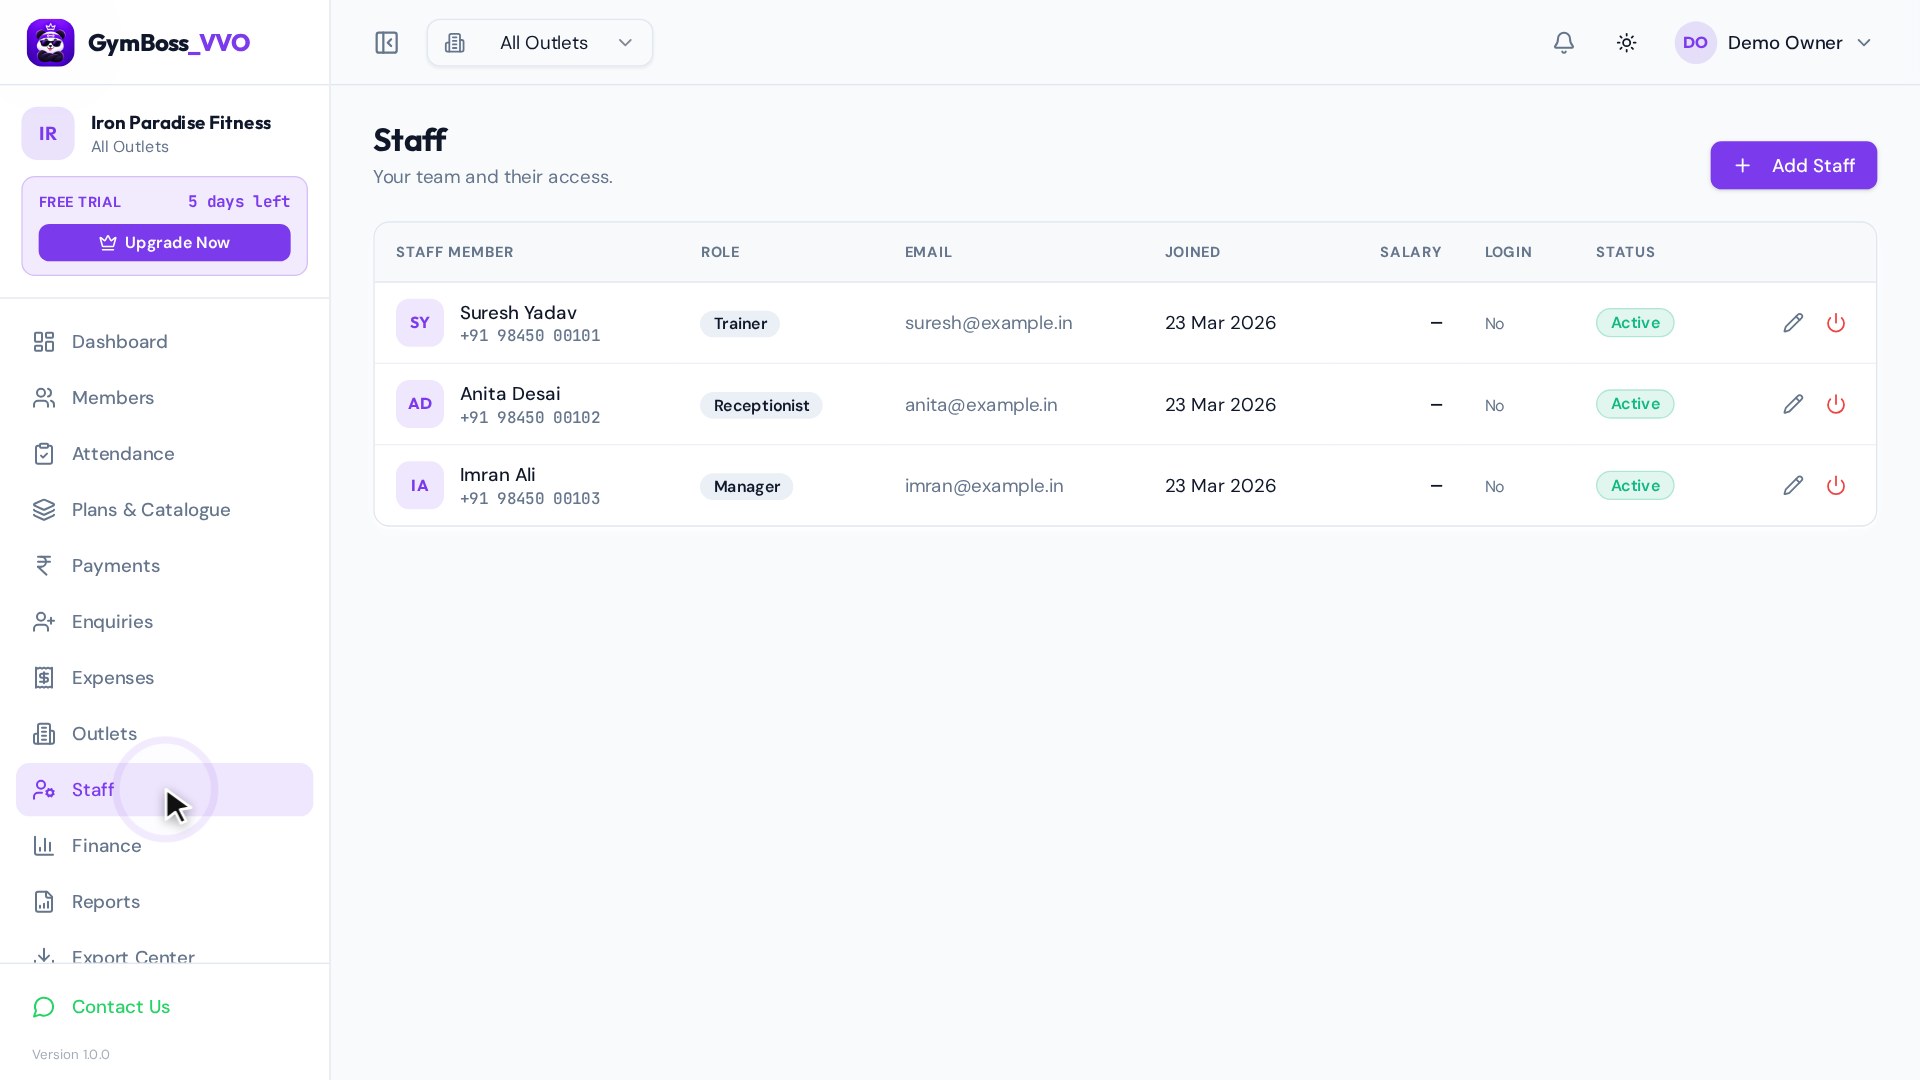 GymBoss_VVO
All Outlets
DO Demo Owner
IR
Iron Paradise Fitness
All Outlets
FREE TRIAL 5 days left
Upgrade Now
Dashboard
Members
Attendance
Plans & Catalogue
Payments
Enquiries
Expenses
Outlets
Staff
Finance
Reports
Export Center
Contact Us
Version 1.0.0
Staff
Your team and their access.
Add Staff
STAFF MEMBER ROLE EMAIL JOINED SALARY LOGIN STATUS
SY Suresh Yadav Trainer suresh@example.in 23 Mar 2026 – No Active
+91 98450 00101
AD Anita Desai Receptionist anita@example.in 23 Mar 2026 – No Active
+91 98450 00102
IA Imran Ali Manager imran@example.in 23 Mar 2026 – No Active
+91 98450 00103